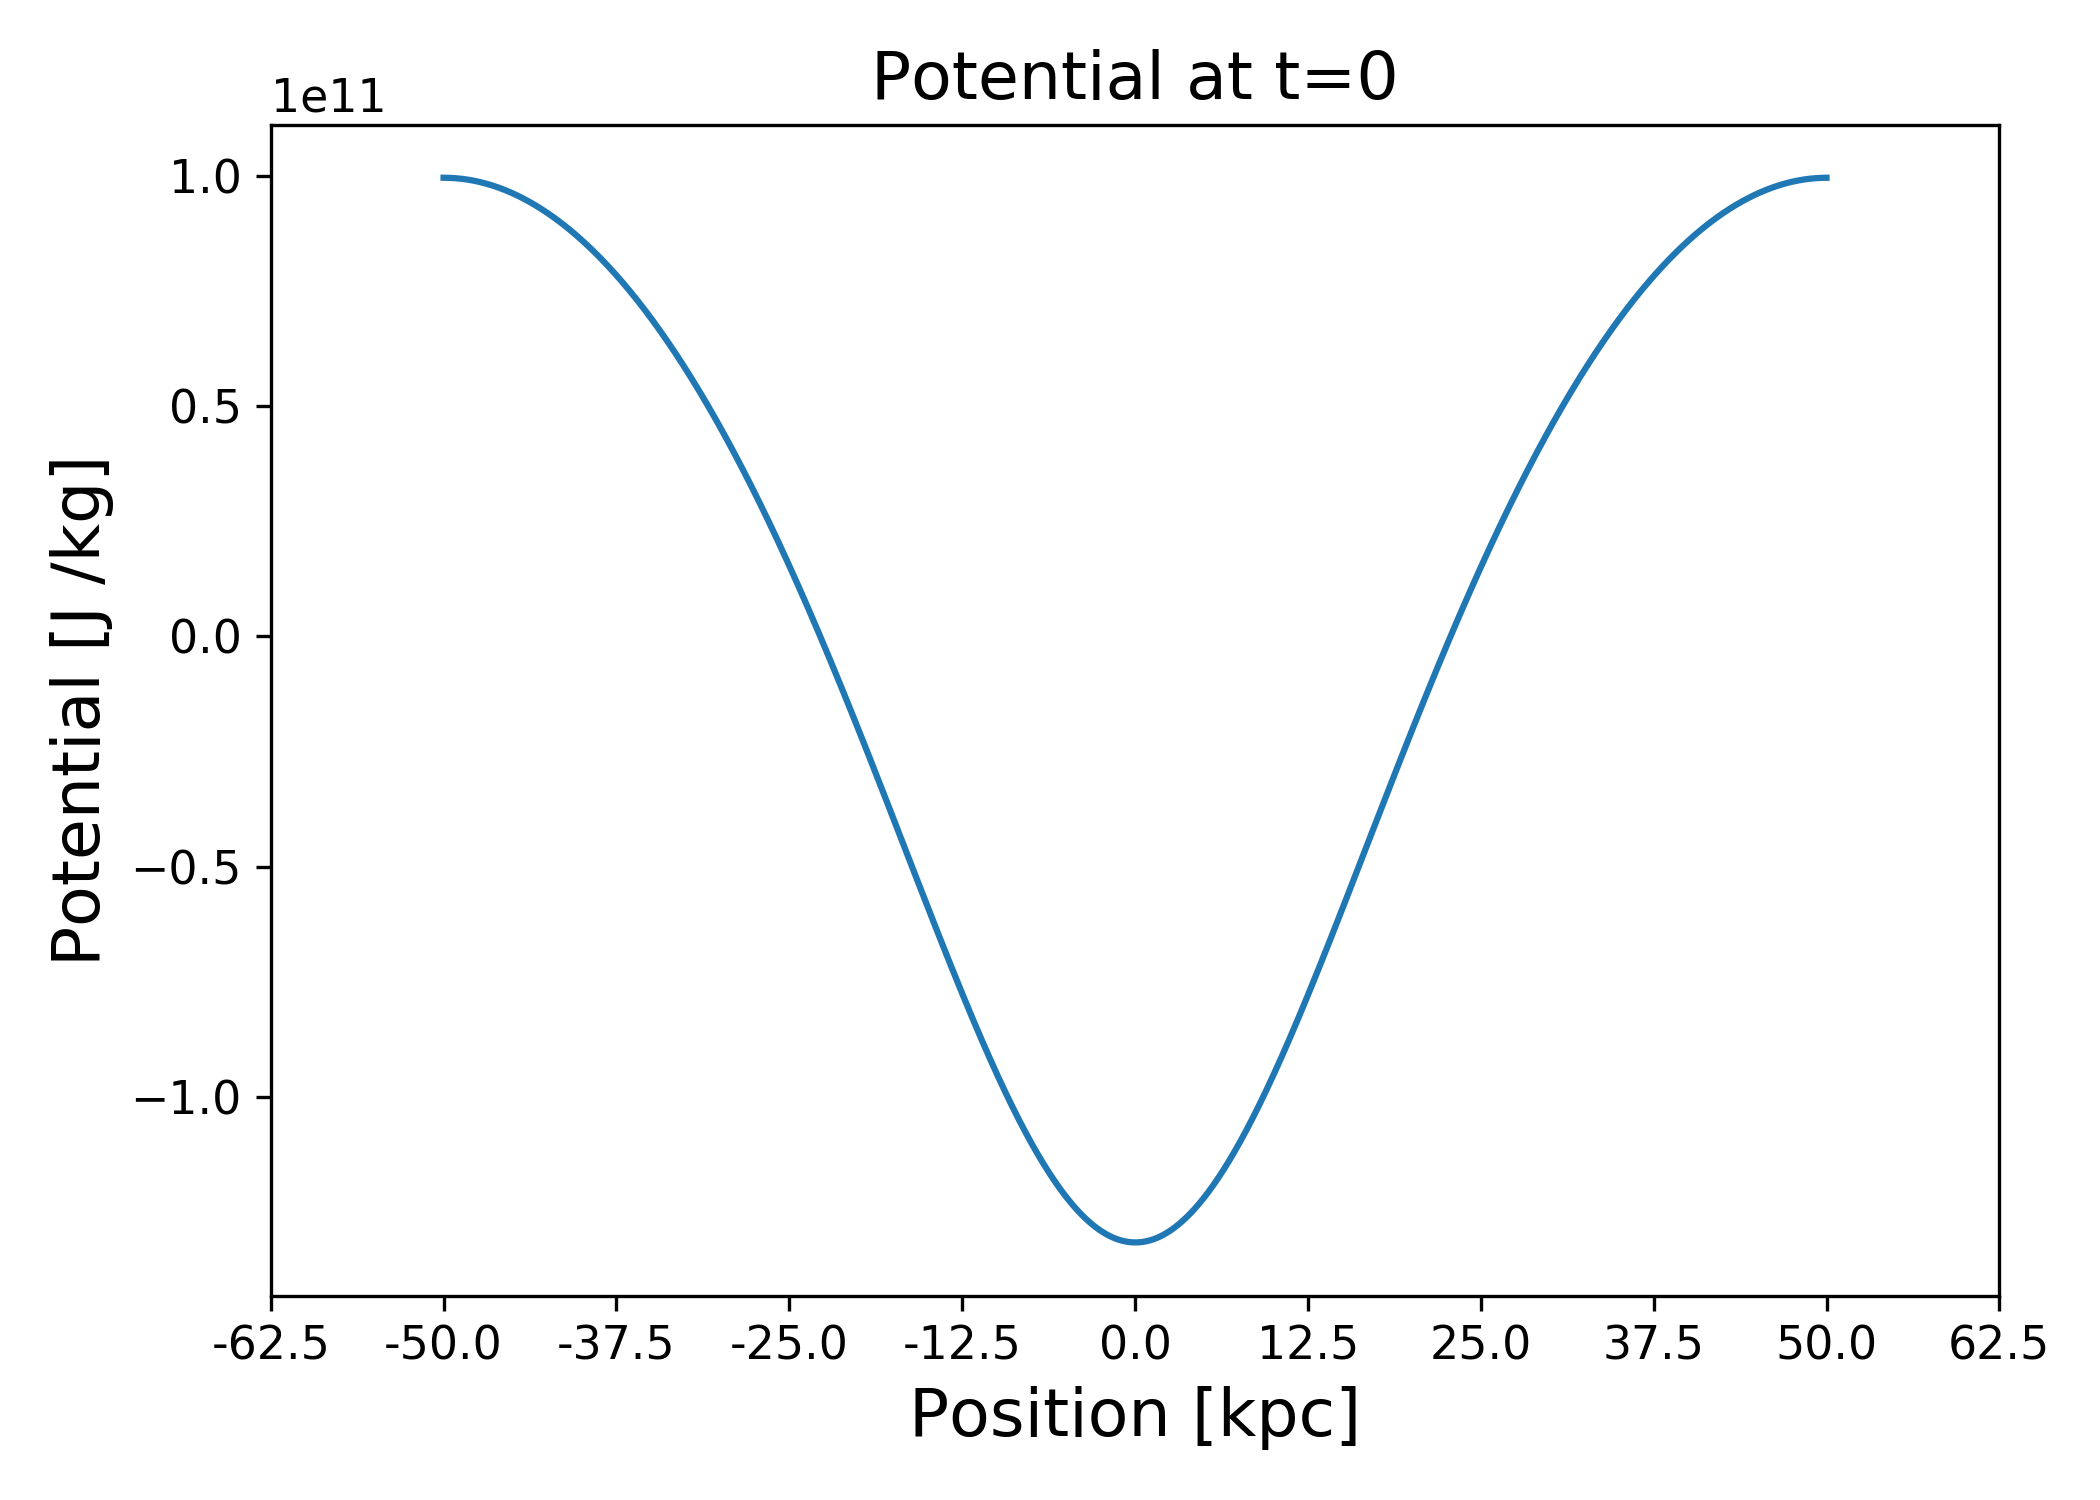 Potential at t=0
1e11
1.0
0.5
0.0
−0.5
−1.0
Potential [J /kg]
-62.5 -50.0 -37.5 -25.0 -12.5 0.0 12.5 25.0 37.5 50.0 62.5
Position [kpc]